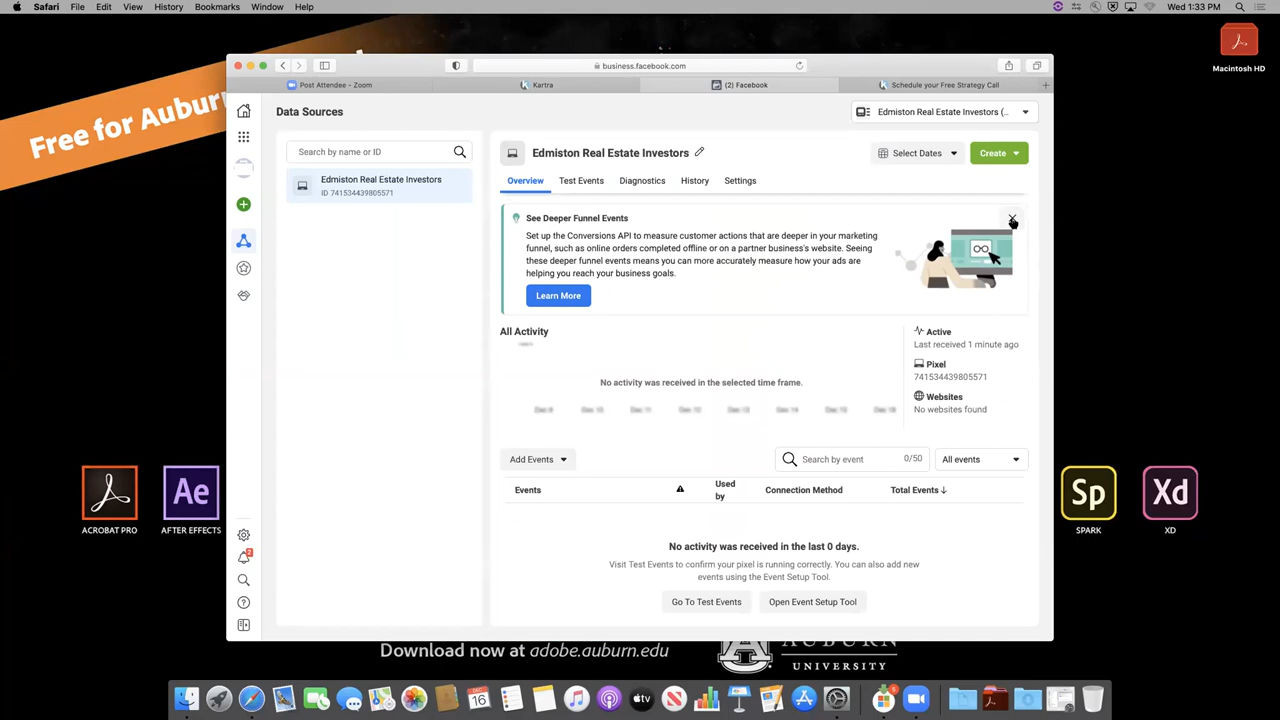 Safari File Edit View History Bookmarks Window Help
Wed 1:33 PM
Macintosh HD
Free for Auburn
business.facebook.com
Post Attendee - Zoom
Kartra
(2) Facebook
Schedule your Free Strategy Call
Data Sources
Edmiston Real Estate Investors (...
Search by name or ID
Edmiston Real Estate Investors
ID 741534439805571
Edmiston Real Estate Investors
Select Dates
Create
Overview Test Events Diagnostics History Settings
See Deeper Funnel Events
Set up the Conversions API to measure customer actions that are deeper in your marketing
funnel, such as online orders completed offline or on a partner business's website. Seeing
these deeper funnel events means you can more accurately measure how your ads are
helping you reach your business goals.
Learn More
All Activity
No activity was received in the selected time frame.
Active
Last received 1 minute ago
Pixel
741534439805571
Websites
No websites found
Add Events
Search by event
0/50
All events
Events
Used
by
Connection Method
Total Events
No activity was received in the last 0 days.
Visit Test Events to confirm your pixel is running correctly. You can also add new
events using the Event Setup Tool.
Go To Test Events
Open Event Setup Tool
2
Ae
ACROBAT PRO
AFTER EFFECTS
Sp
SPARK
Xd
XD
Download now at adobe.auburn.edu
AUBURN
UNIVERSITY
DEC
16
tv